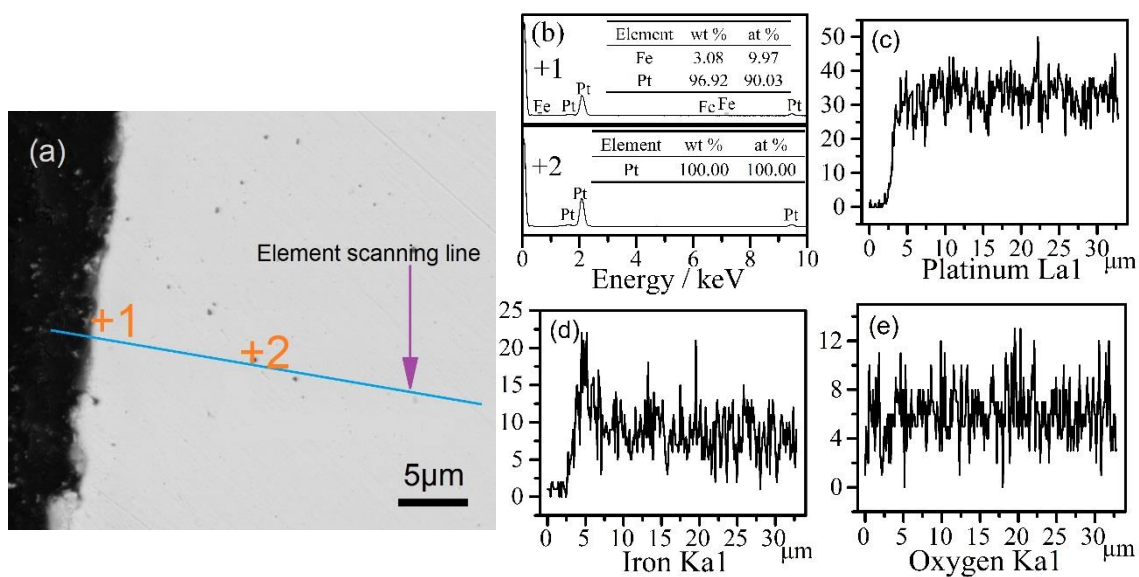 (a)
Element scanning line
+1
+2
5μm
(b)
+1
Element wt % at %
Fe 3.08 9.97
Pt 96.92 90.03
Fe Pt Pt Fe Fe Pt
+2
Element wt % at %
Pt 100.00 100.00
Pt Pt Pt
0 2 4 6 8 10
Energy / keV
(c)
50
40
30
20
10
0
0 5 10 15 20 25 30 μm
Platinum La1
(d)
25
20
15
10
5
0
0 5 10 15 20 25 30 μm
Iron Ka1
(e)
12
8
4
0
0 5 10 15 20 25 30 μm
Oxygen Ka1